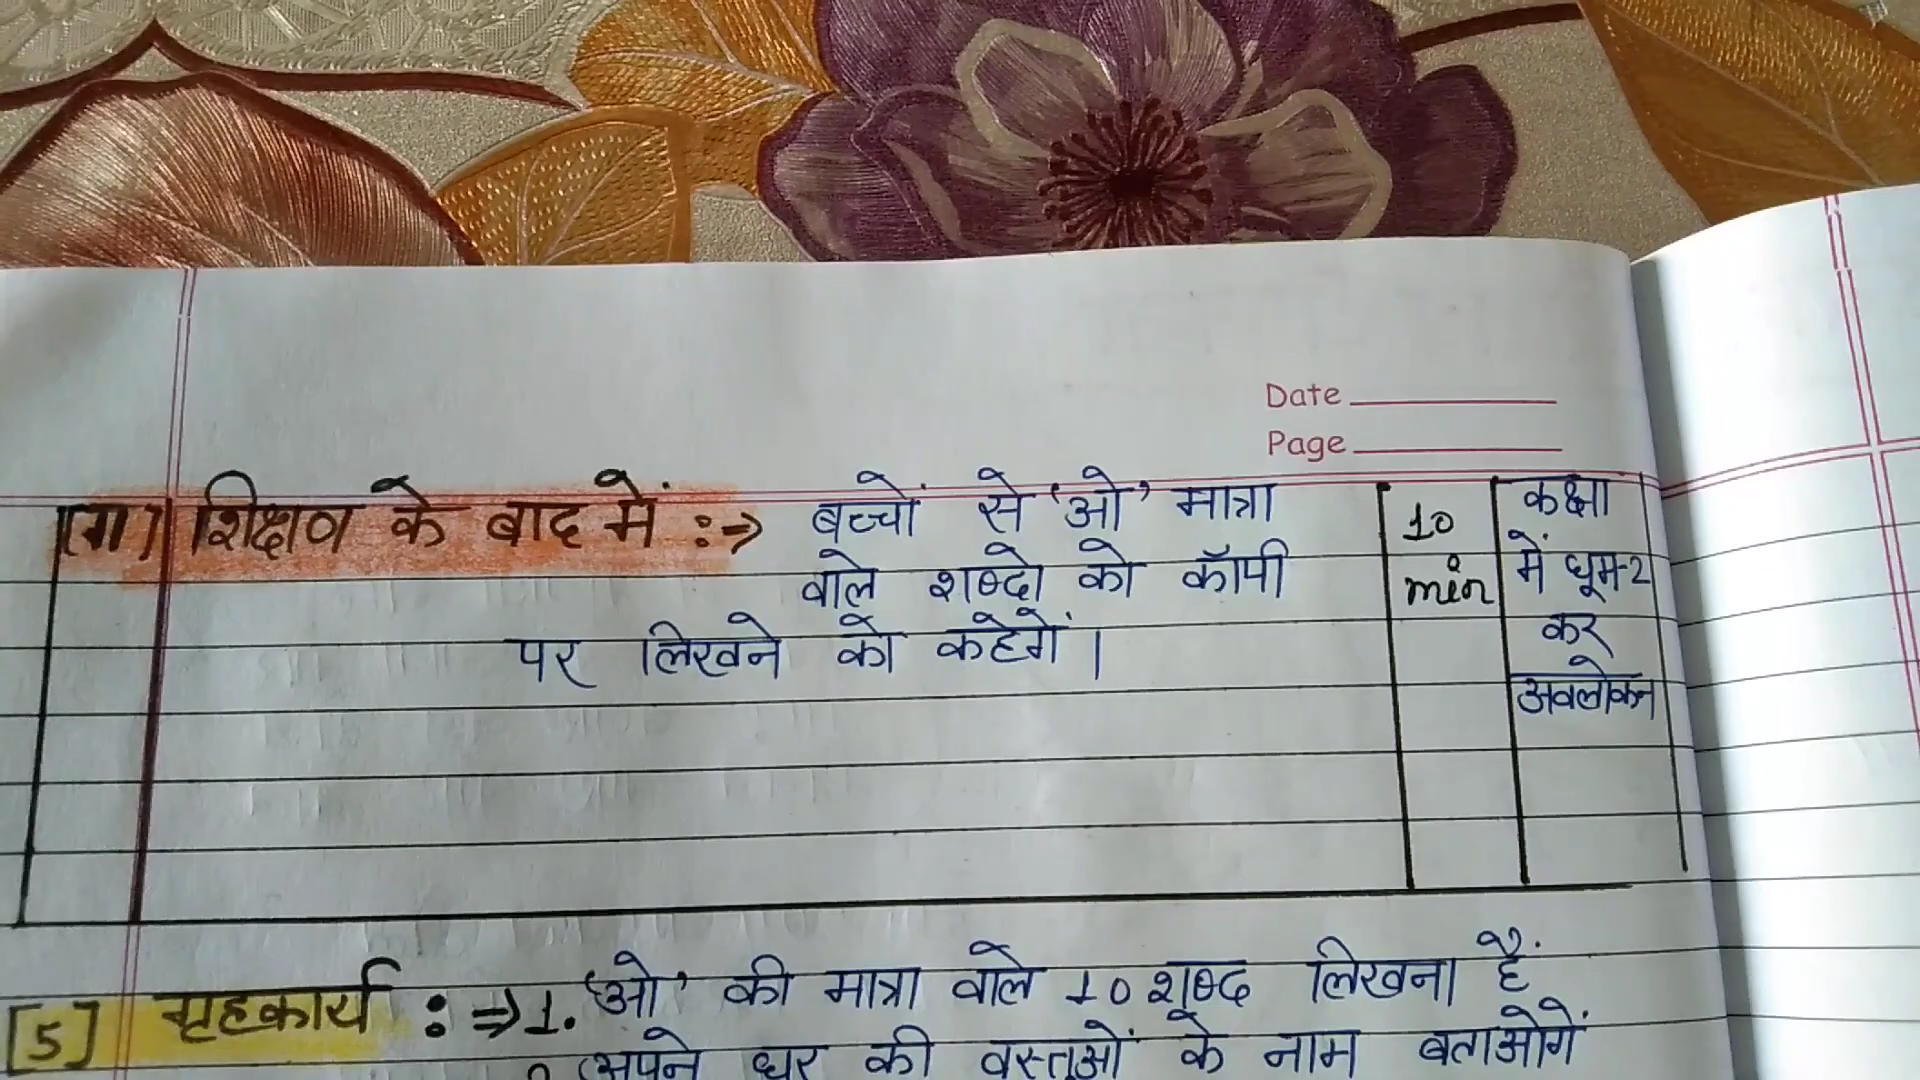 Date
Page
[ग] शिक्षण के बाद में :⇒ बच्चों से 'ओ' मात्रा
वाले शब्दो को कॉपी
पर लिखने को कहेगें।
10
min
कक्षा
में घूम-2
कर
अवलोकन
[5] गृहकार्य :⇒ 1. 'ओ' की मात्रा वाले 10 शब्द लिखना है.
अपने घर की वस्तुओं के नाम बताओगें